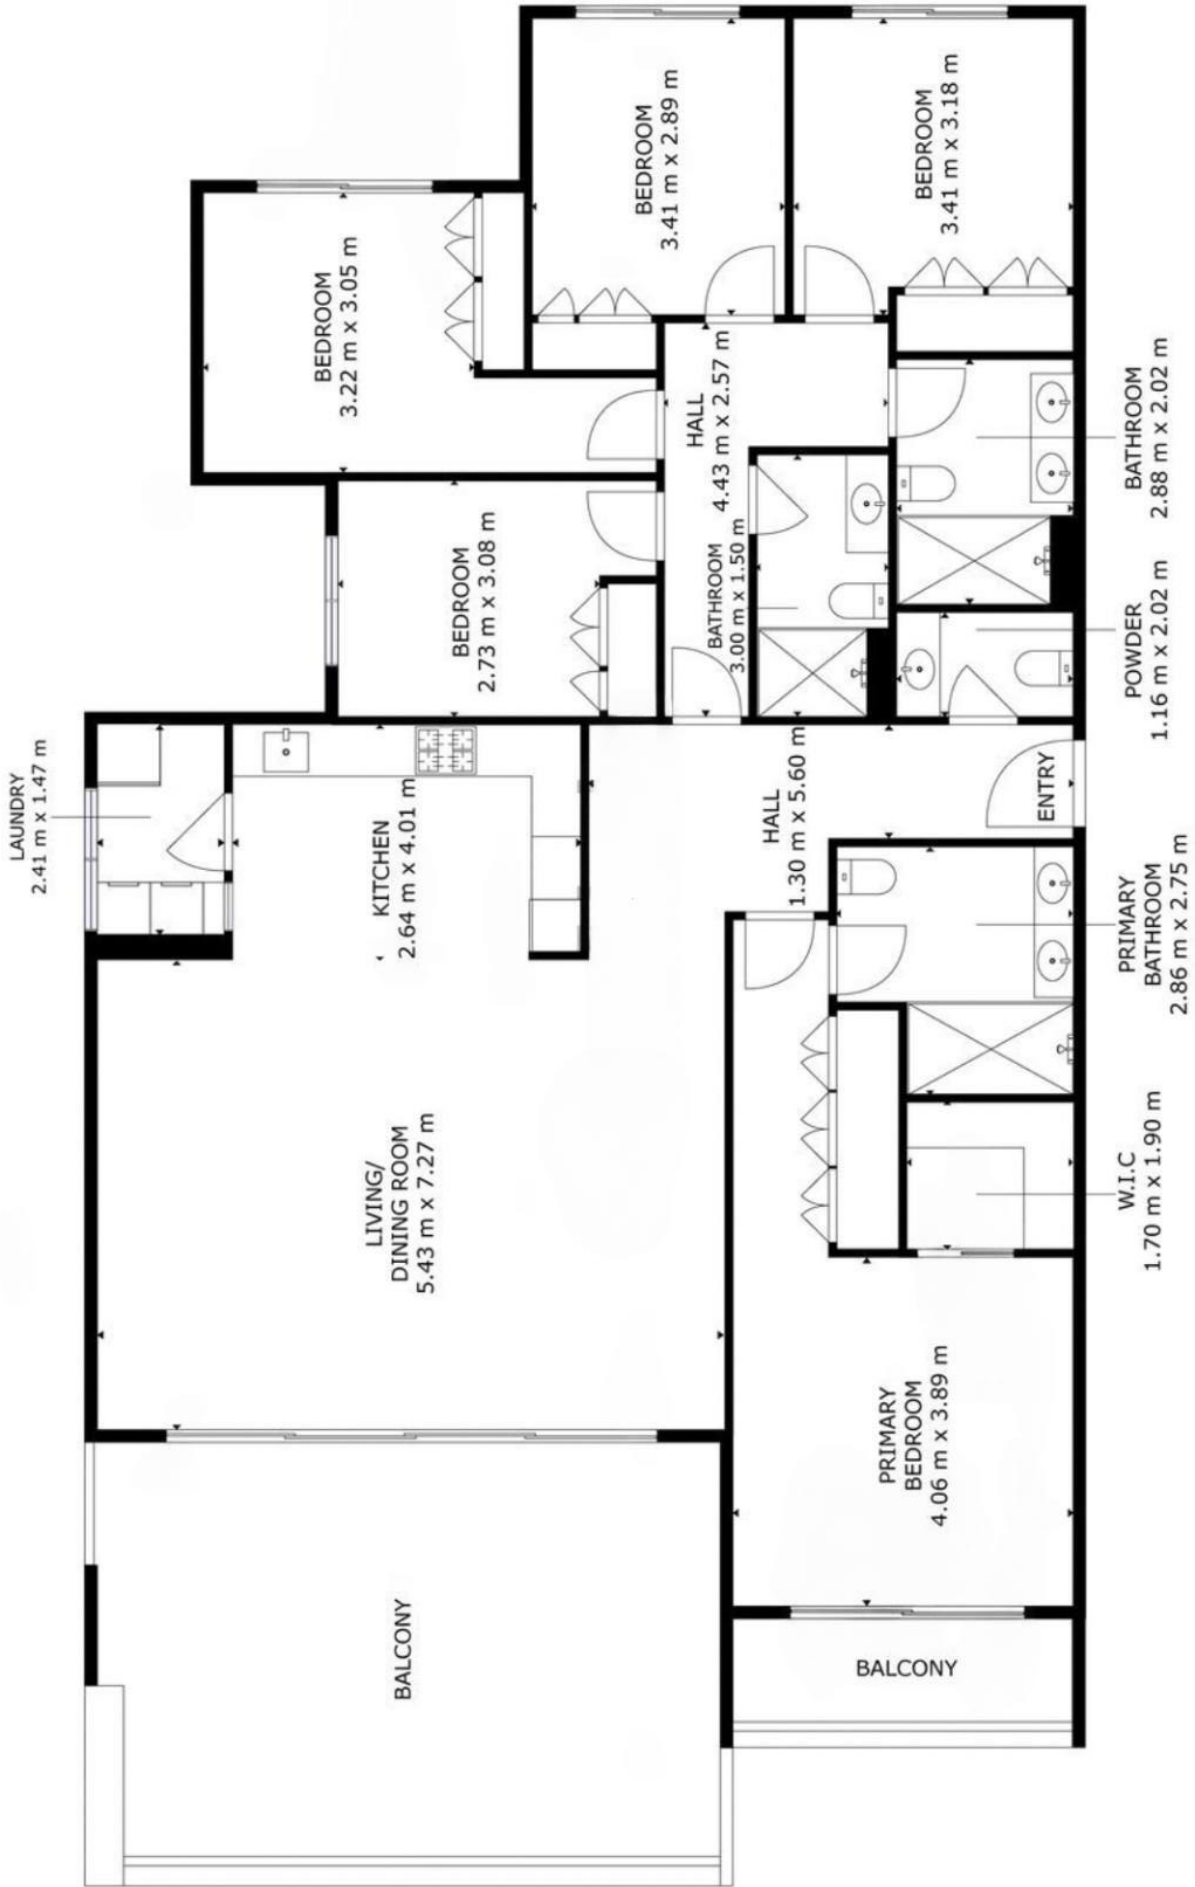 BEDROOM
3.41 m x 2.89 m
BEDROOM
3.41 m x 3.18 m
BEDROOM
3.22 m x 3.05 m
HALL
4.43 m x 2.57 m
BATHROOM
2.88 m x 2.02 m
BEDROOM
2.73 m x 3.08 m
BATHROOM
3.00 m x 1.50 m
POWDER
1.16 m x 2.02 m
LAUNDRY
2.41 m x 1.47 m
KITCHEN
2.64 m x 4.01 m
HALL
1.30 m x 5.60 m
ENTRY
PRIMARY
BATHROOM
2.86 m x 2.75 m
LIVING/
DINING ROOM
5.43 m x 7.27 m
W.I.C
1.70 m x 1.90 m
PRIMARY
BEDROOM
4.06 m x 3.89 m
BALCONY
BALCONY